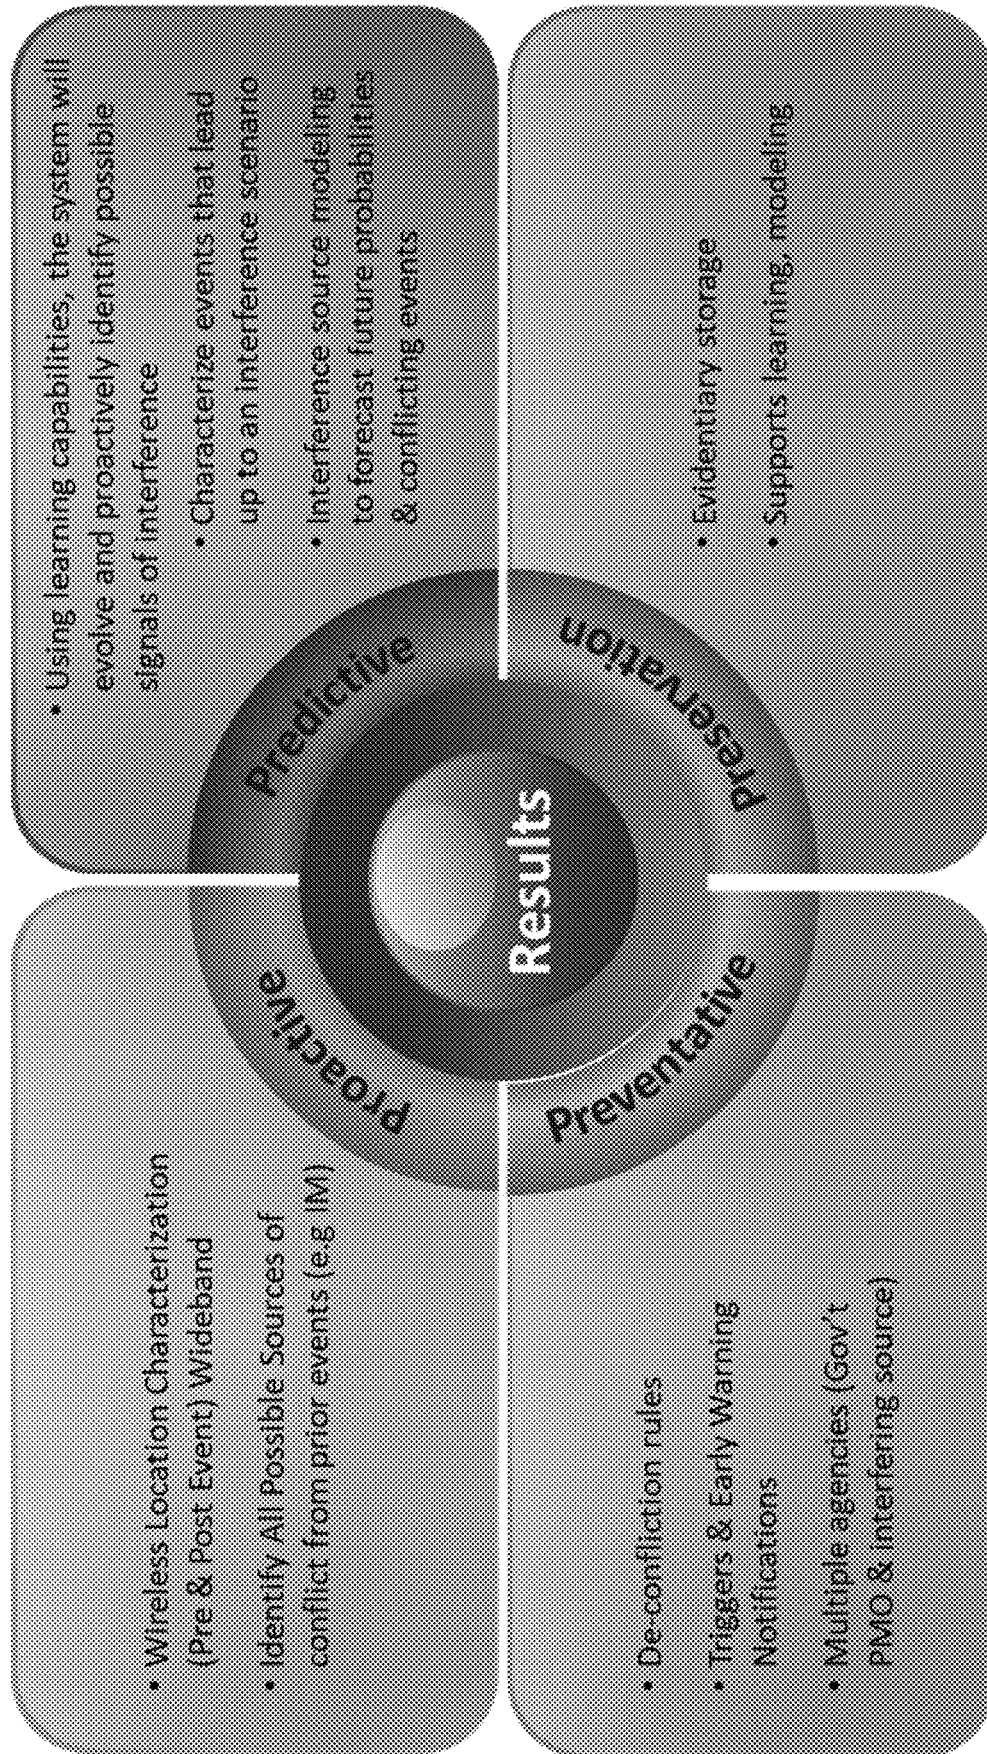 • Wireless Location Characterization
(Pre & Post Event) Wideband
• Identify All Possible Sources of
conflict from prior events (e.g IM)
• Using learning capabilities, the system will
evolve and proactively identify possible
signals of interference
• Characterize events that lead
up to an interference scenario
• Interference source modeling
to forecast future probabilities
& conflicting events
Proactive
Predictive
Results
Preventative
Preservation
• De-confliction rules
• Triggers & Early Warning
Notifications
• Multiple agencies (Gov't
PMO & interfering source)
• Evidentiary storage
• Supports learning, modeling